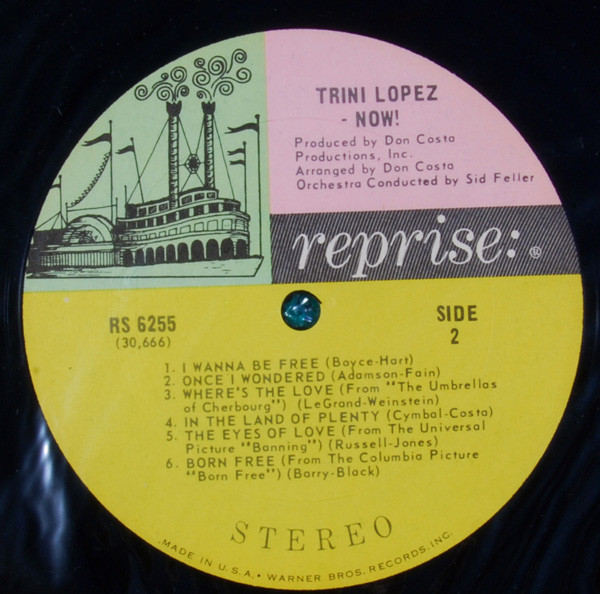 TRINI LOPEZ
- NOW!
Produced by Don Costa
Productions, Inc.
Arranged by Don Costa
Orchestra Conducted by Sid Feller
reprise: ®
RS 6255
(30,666)
SIDE
2
1. I WANNA BE FREE (Boyce-Hart)
2. ONCE I WONDERED (Adamson-Fain)
3. WHERE'S THE LOVE (From "The Umbrellas
of Cherbourg") (LeGrand-Weinstein)
4. IN THE LAND OF PLENTY (Cymbal-Costa)
5. THE EYES OF LOVE (From The Universal
Picture "Banning") (Russell-Jones)
6. BORN FREE (From The Columbia Picture
"Born Free") (Barry-Black)
STEREO
MADE IN U.S.A. • WARNER BROS. RECORDS, INC.